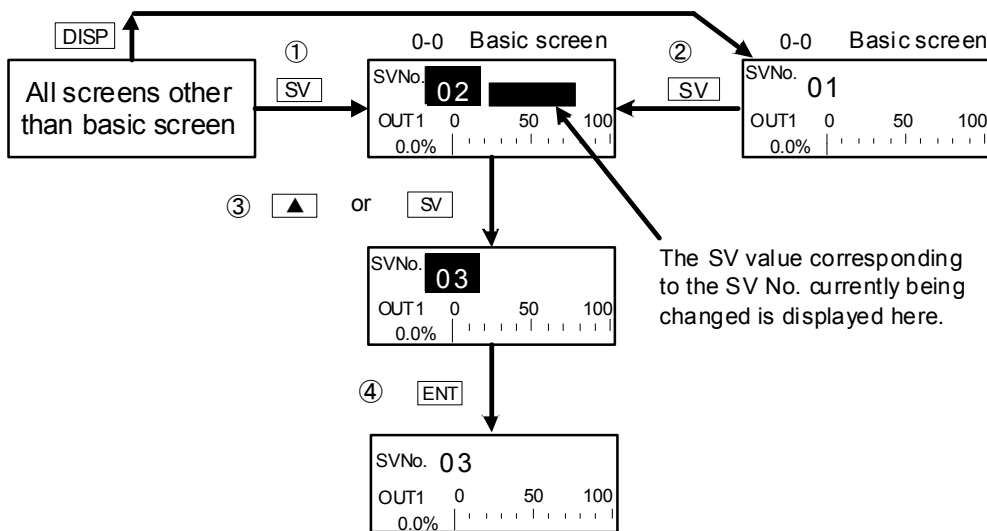 DISP
①
0-0 Basic screen
②
0-0 Basic screen
All screens other
than basic screen
SV
SVNo. 02
OUT1 0 50 100
0.0%
SV
SVNo. 01
OUT1 0 50 100
0.0%
③ ▲ or SV
SVNo. 03
OUT1 0 50 100
0.0%
The SV value corresponding
to the SV No. currently being
changed is displayed here.
④ ENT
SVNo. 03
OUT1 0 50 100
0.0%